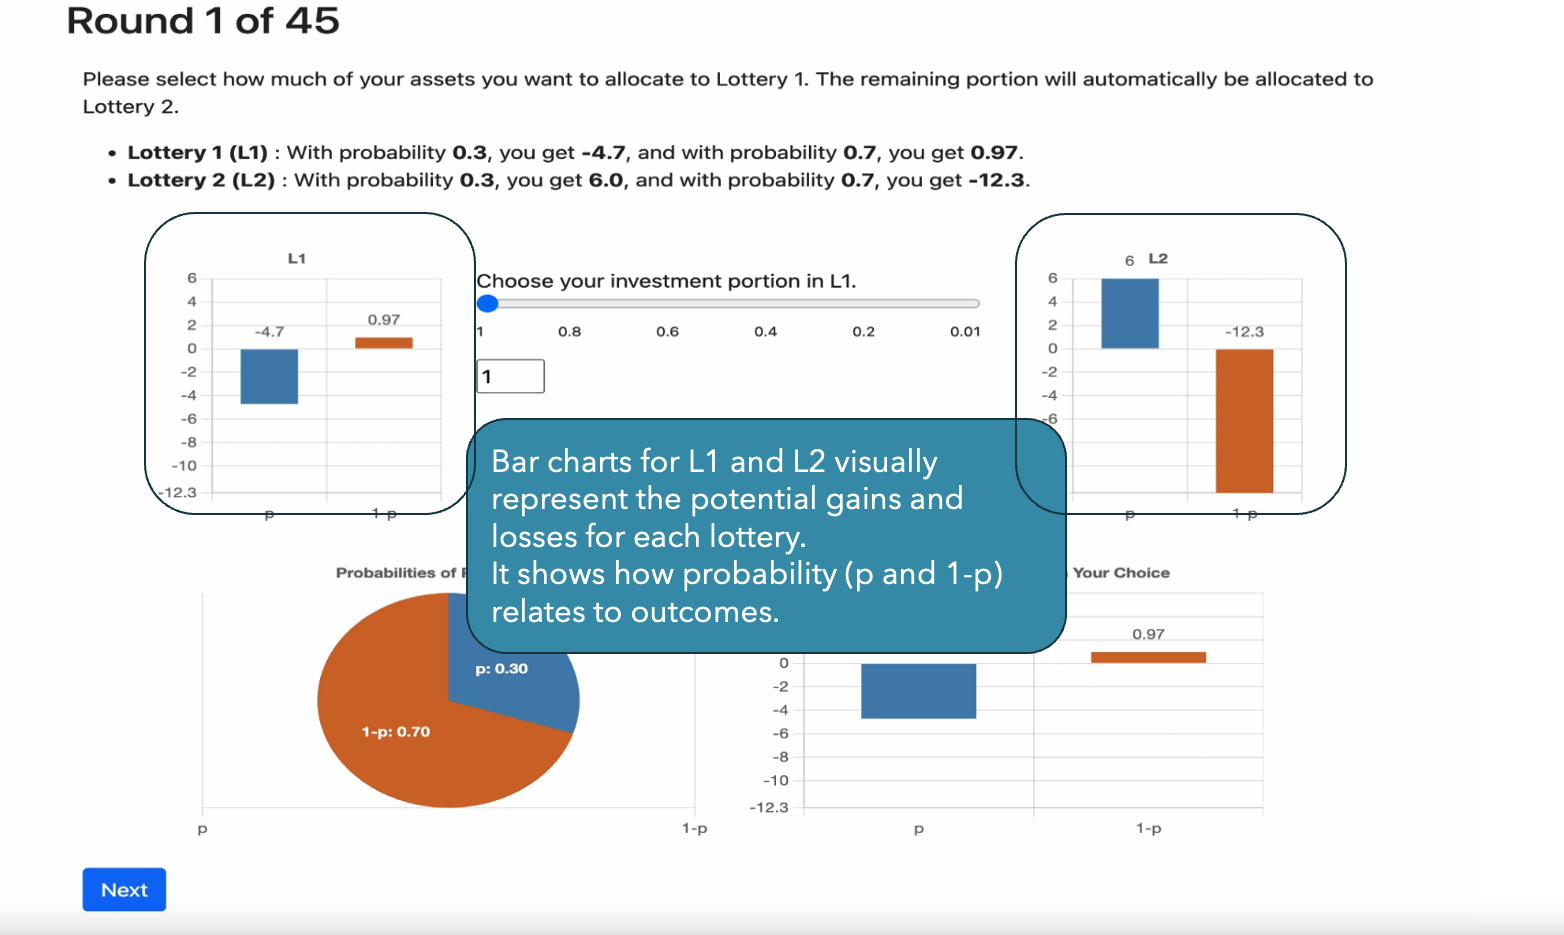 Round 1 of 45
Please select how much of your assets you want to allocate to Lottery 1. The remaining portion will automatically be allocated to
Lottery 2.
• Lottery 1 (L1) : With probability 0.3, you get -4.7, and with probability 0.7, you get 0.97.
• Lottery 2 (L2) : With probability 0.3, you get 6.0, and with probability 0.7, you get -12.3.
L1
6
4
2
0
-2
-4
-6
-8
-10
-12.3
-4.7
0.97
p
1-p
Choose your investment portion in L1.
1 0.8 0.6 0.4 0.2 0.01
1
6 L2
6
4
2
0
-2
-4
-6
-12.3
p
1-p
Bar charts for L1 and L2 visually
represent the potential gains and
losses for each lottery.
It shows how probability (p and 1-p)
relates to outcomes.
Probabilities of
p: 0.30
1-p: 0.70
p
1-p
Your Choice
0.97
0
-2
-4
-6
-8
-10
-12.3
p
1-p
Next